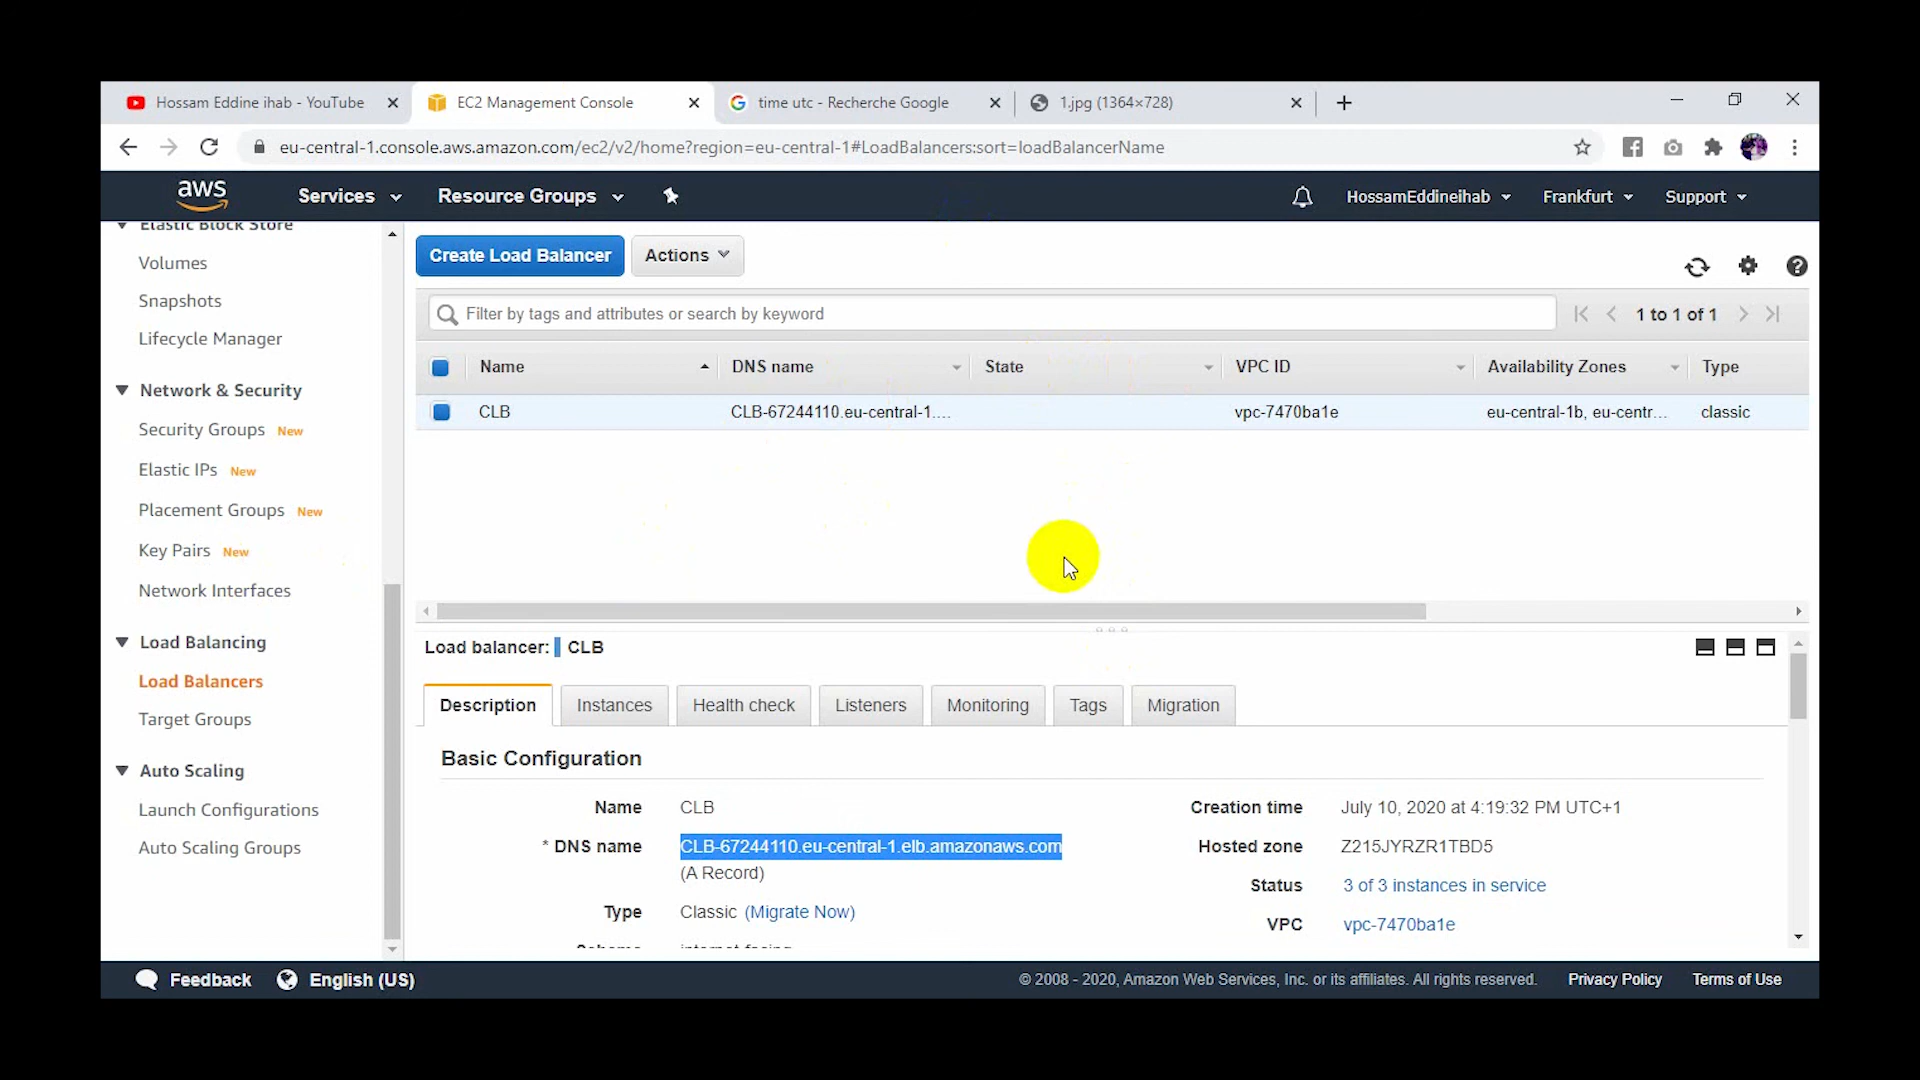 Hossam Eddine ihab - YouTube
EC2 Management Console
time utc - Recherche Google
1.jpg (1364×728)
eu-central-1.console.aws.amazon.com/ec2/v2/home?region=eu-central-1#LoadBalancers:sort=loadBalancerName
aws
Services
Resource Groups
HossamEddineihab
Frankfurt
Support
Elastic Block Store
Volumes
Snapshots
Lifecycle Manager
Network & Security
Security Groups New
Elastic IPs New
Placement Groups New
Key Pairs New
Network Interfaces
Load Balancing
Load Balancers
Target Groups
Auto Scaling
Launch Configurations
Auto Scaling Groups
Create Load Balancer
Actions
Filter by tags and attributes or search by keyword
1 to 1 of 1
Name DNS name State VPC ID Availability Zones Type
CLB CLB-67244110.eu-central-1.... vpc-7470ba1e eu-central-1b, eu-centr... classic
Load balancer: CLB
Description Instances Health check Listeners Monitoring Tags Migration
Basic Configuration
Name CLB
* DNS name CLB-67244110.eu-central-1.elb.amazonaws.com
(A Record)
Type Classic (Migrate Now)
Scheme internet-facing
Creation time July 10, 2020 at 4:19:32 PM UTC+1
Hosted zone Z215JYRZR1TBD5
Status 3 of 3 instances in service
VPC vpc-7470ba1e
Feedback English (US)
© 2008 - 2020, Amazon Web Services, Inc. or its affiliates. All rights reserved. Privacy Policy Terms of Use